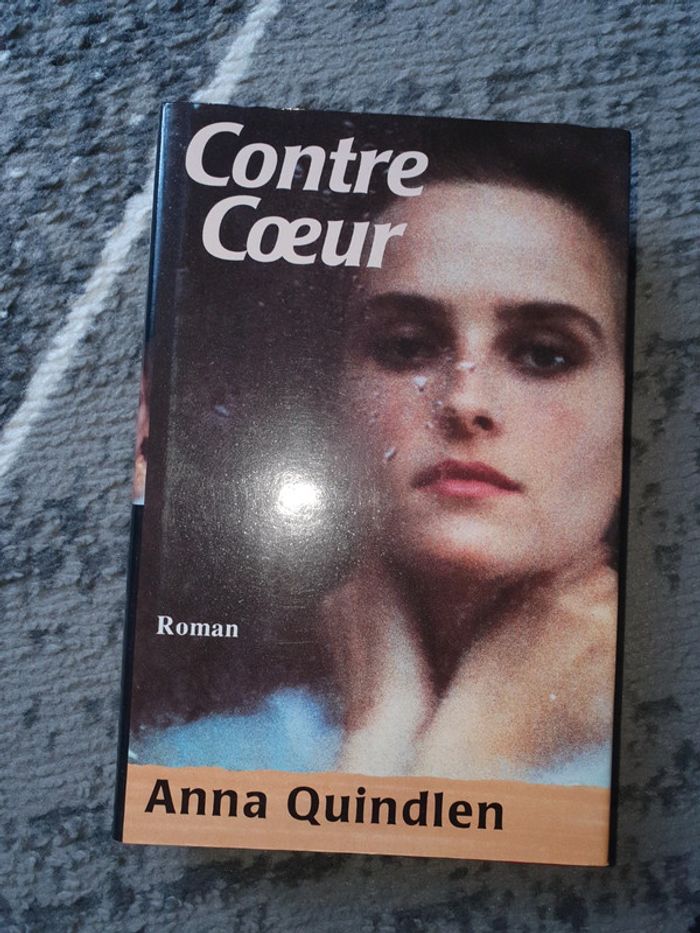 Contre
Cœur
Roman
Anna Quindlen